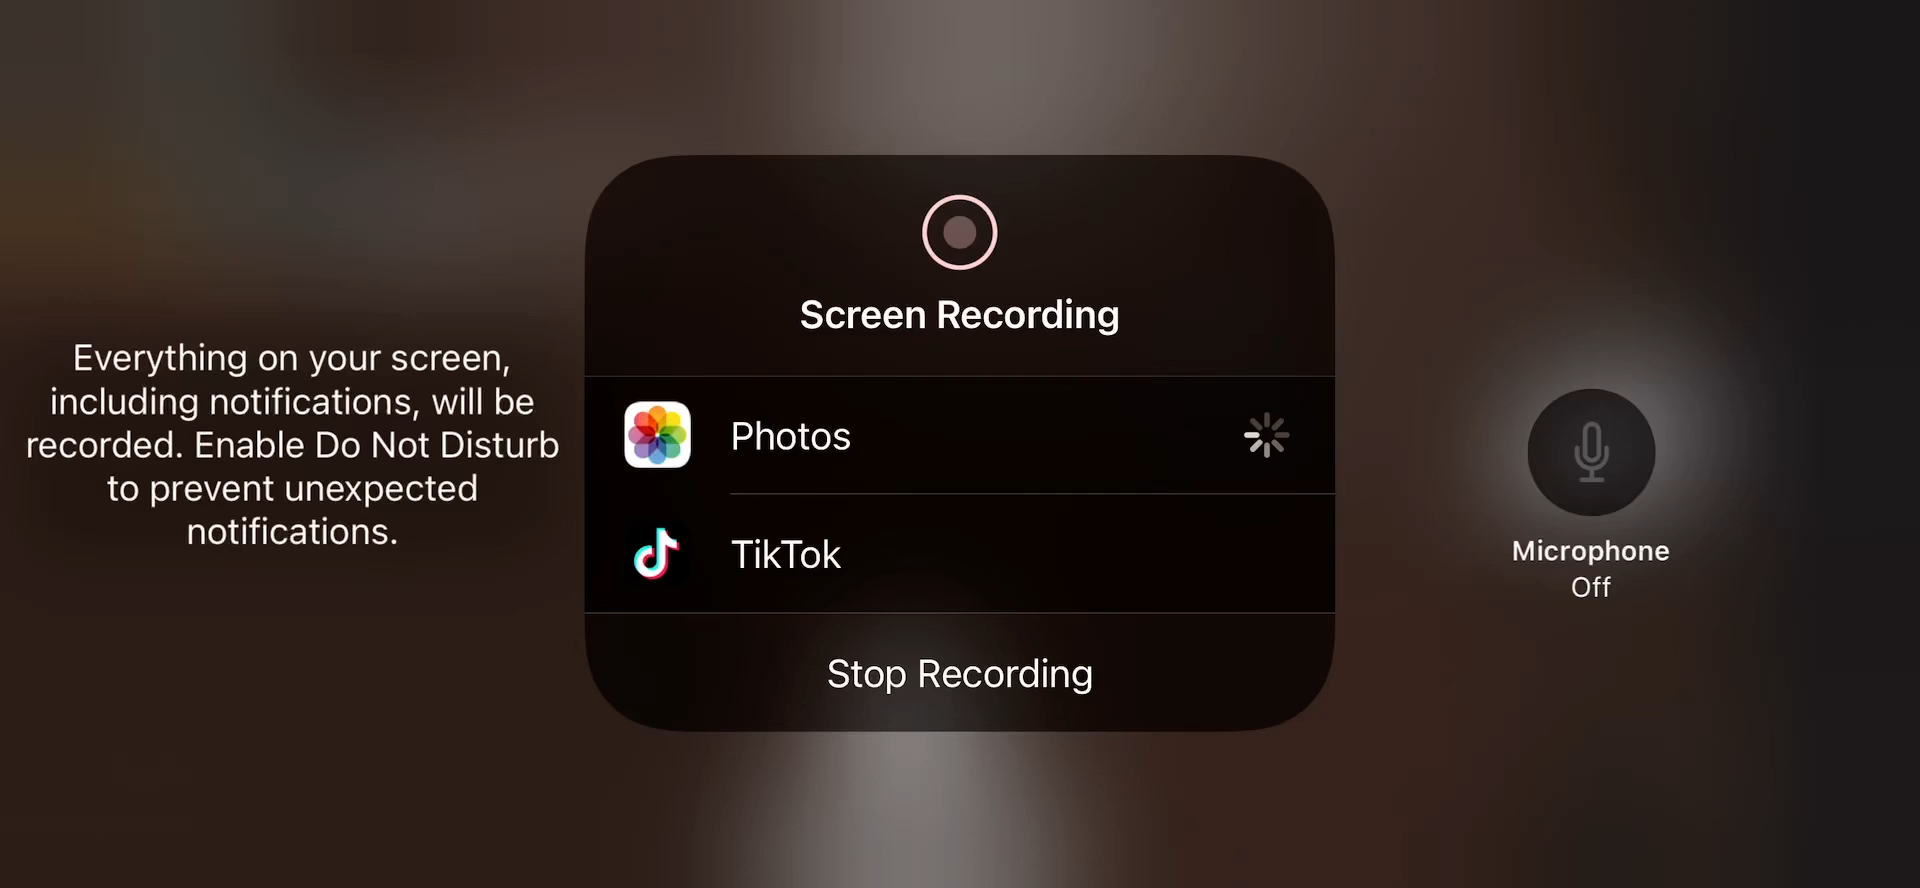 Screen Recording
Everything on your screen,
including notifications, will be
recorded. Enable Do Not Disturb
to prevent unexpected
notifications.
Photos
TikTok
Stop Recording
Microphone
Off